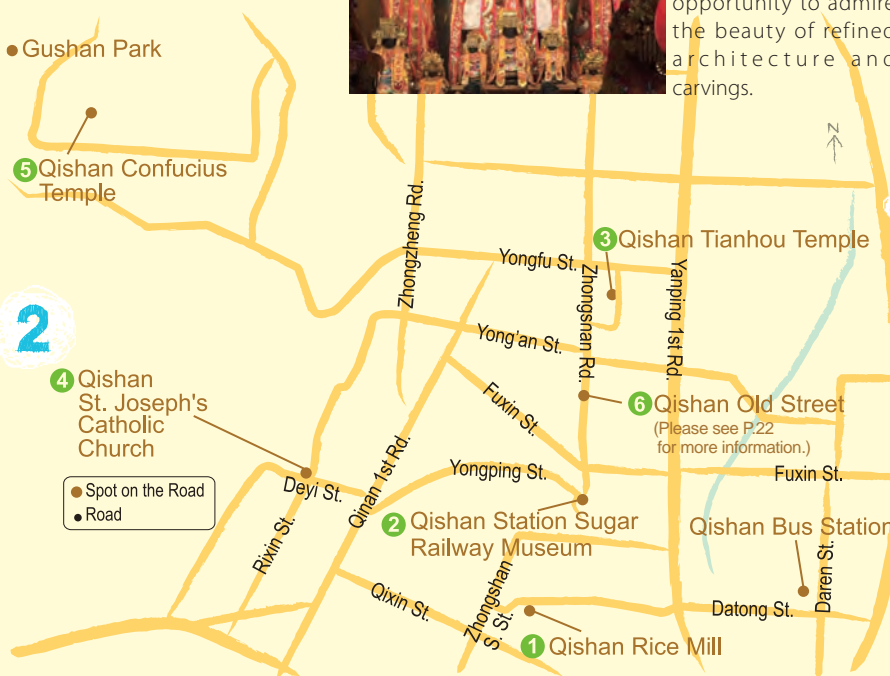 opportunity to admire
the beauty of refined
architecture and
carvings.
Gushan Park
5 Qishan Confucius
Temple
N
Zhongzheng Rd.
Yongfu St.
3 Qishan Tianhou Temple
Zhongsnan Rd.
Yanping 1st Rd.
2
Yong'an St.
4 Qishan
St. Joseph's
Catholic
Church
Fuxin St.
6 Qishan Old Street
(Please see P.22
for more information.)
Qinan 1st Rd.
Yongping St.
Fuxin St.
Spot on the Road
Road
Deyi St.
Rixin St.
2 Qishan Station Sugar
Railway Museum
Qishan Bus Station
Daren St.
Qixin St.
Zhongshan
S. St.
Datong St.
1 Qishan Rice Mill